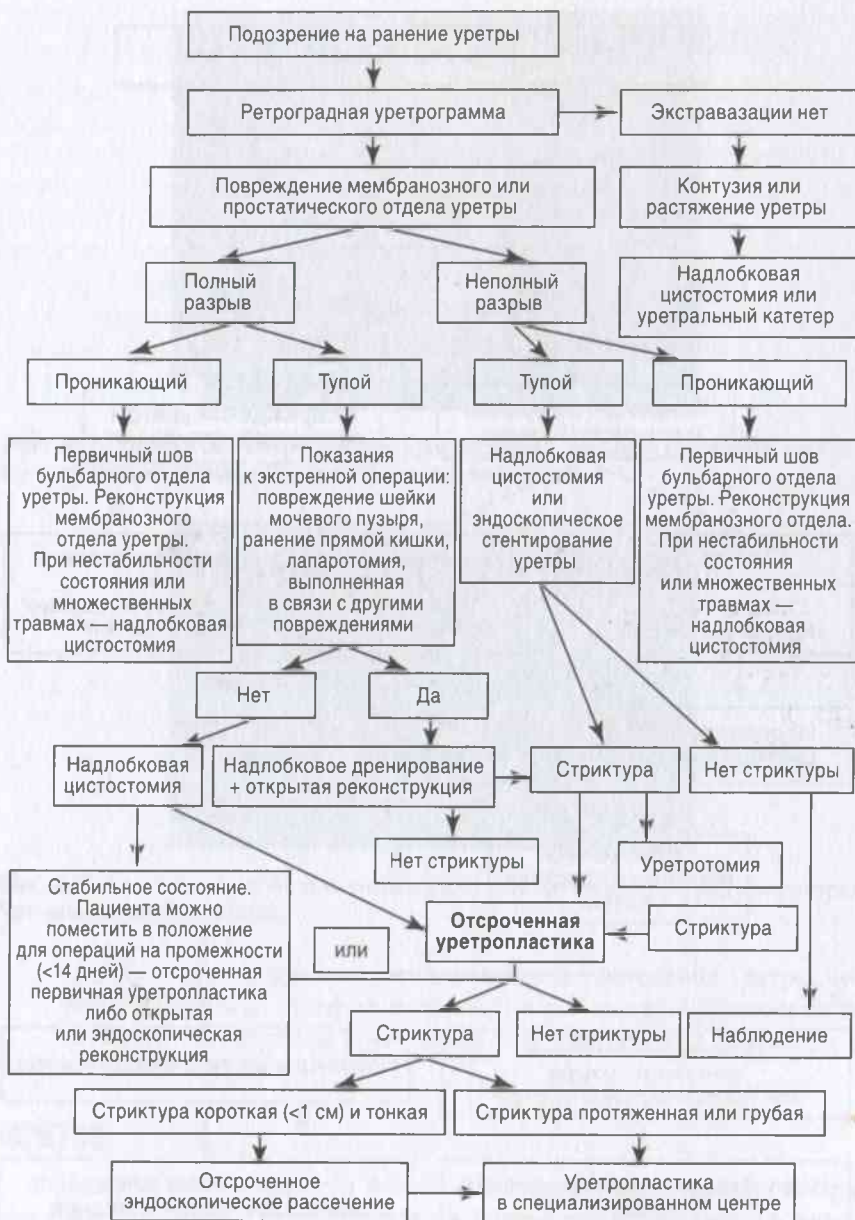 Подозрение на ранение уретры
Ретроградная уретрограмма
Экстравазации нет
Повреждение мембранозного или
простатического отдела уретры
Контузия или
растяжение уретры
Полный
разрыв
Неполный
разрыв
Надлобковая
цистостомия или
уретральный катетер
Проникающий
Тупой
Тупой
Проникающий
Первичный шов
бульбарного отдела
уретры. Реконструкция
мембранозного
отдела уретры.
При нестабильности
состояния или
множественных
травмах — надлобковая
цистостомия
Показания
к экстренной операции:
повреждение шейки
мочевого пузыря,
ранение прямой кишки,
лапаротомия,
выполненная
в связи с другими
повреждениями
Надлобковая
цистостомия
или
эндоскопическое
стентирование
уретры
Первичный шов
бульбарного отдела
уретры. Реконструкция
мембранозного отдела.
При нестабильности
состояния
или множественных
травмах —
надлобковая
цистостомия
Нет
Да
Надлобковая
цистостомия
Надлобковое дренирование
+ открытая реконструкция
Стриктура
Нет стриктуры
Нет стриктуры
Уретротомия
Стабильное состояние.
Пациента можно
поместить в положение
для операций на промежности
(<14 дней) — отсроченная
первичная уретропластика
либо открытая
или эндоскопическая
реконструкция
или
Отсроченная
уретропластика
Стриктура
Стриктура
Нет стриктуры
Наблюдение
Стриктура короткая (<1 см) и тонкая
Стриктура протяженная или грубая
Отсроченное
эндоскопическое рассечение
Уретропластика
в специализированном центре